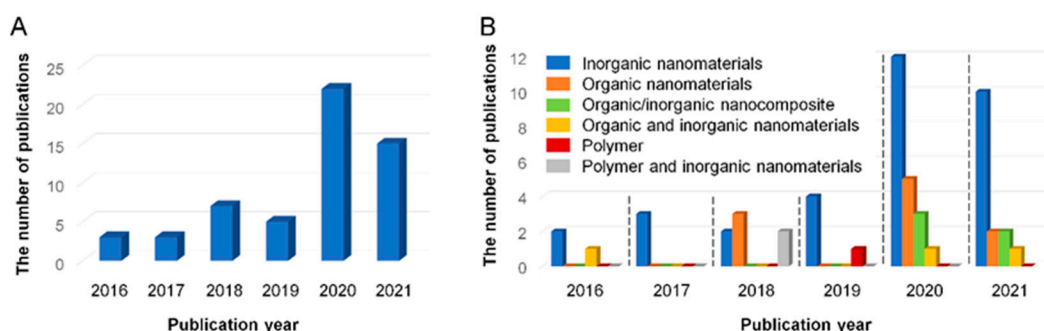 A
The number of publications
25
20
15
10
5
0
2016 2017 2018 2019 2020 2021
Publication year
B
The number of publications
12
10
8
6
4
2
0
Inorganic nanomaterials
Organic nanomaterials
Organic/inorganic nanocomposite
Organic and inorganic nanomaterials
Polymer
Polymer and inorganic nanomaterials
2016 2017 2018 2019 2020 2021
Publication year